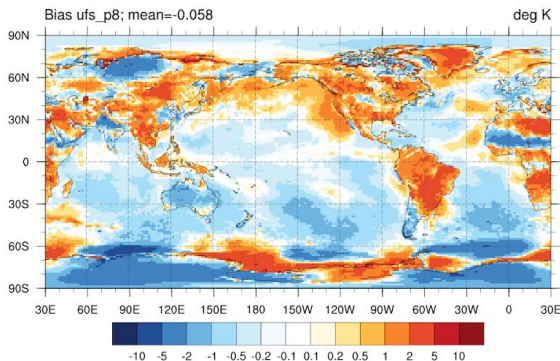 Bias ufs_p8; mean=-0.058 deg K
90N
60N
30N
0
30S
60S
90S
30E 60E 90E 120E 150E 180 150W 120W 90W 60W 30W 0 30E
-10 -5 -2 -1 -0.5 -0.2 -0.1 0.1 0.2 0.5 1 2 5 10